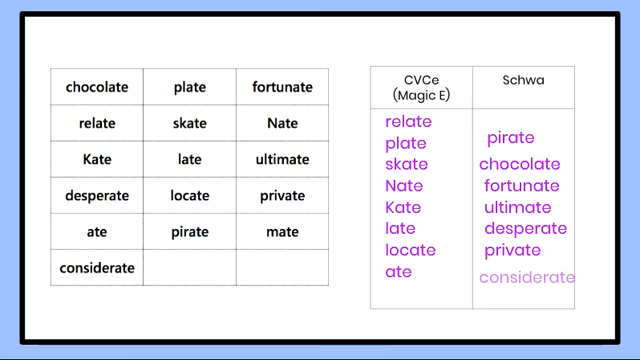 chocolate plate fortunate
relate skate Nate
Kate late ultimate
desperate locate private
ate pirate mate
considerate
CVCe
(Magic E)
Schwa
relate
plate
skate
Nate
Kate
late
locate
ate
pirate
chocolate
fortunate
ultimate
desperate
private
considerate